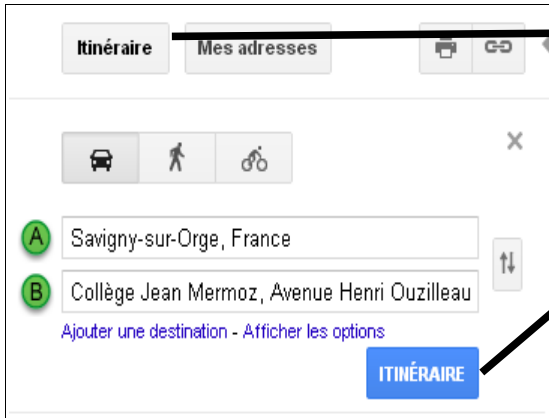 Itinéraire Mes adresses
A Savigny-sur-Orge, France
B Collège Jean Mermoz, Avenue Henri Ouzilleau
Ajouter une destination - Afficher les options
ITINÉRAIRE